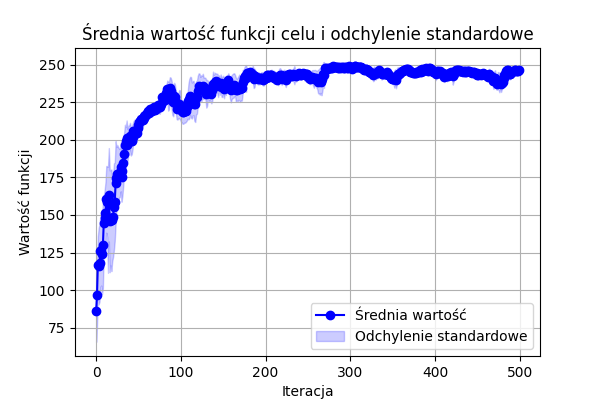 Średnia wartość funkcji celu i odchylenie standardowe
Wartość funkcji
250
225
200
175
150
125
100
75
0 100 200 300 400 500
Iteracja
Średnia wartość
Odchylenie standardowe